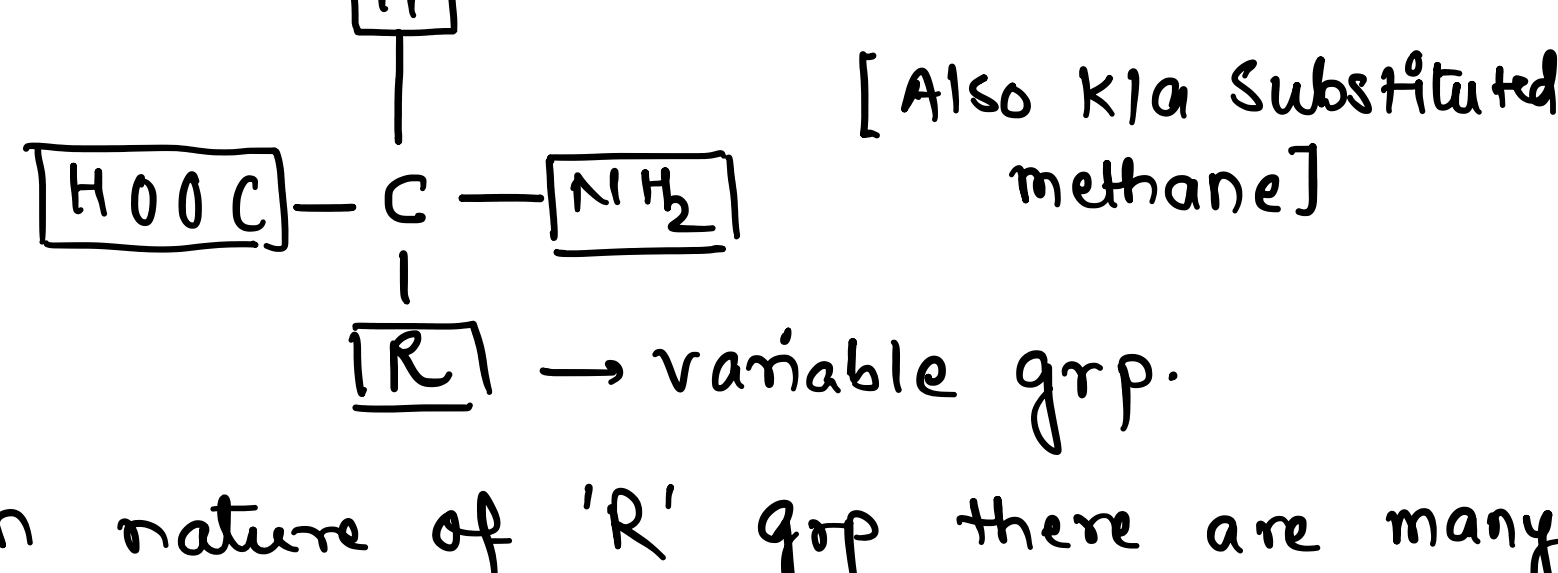 [Also K/a Substituted
HOOC – C – NH₂
methane]
R → variable grp.
nature of 'R' grp there are many